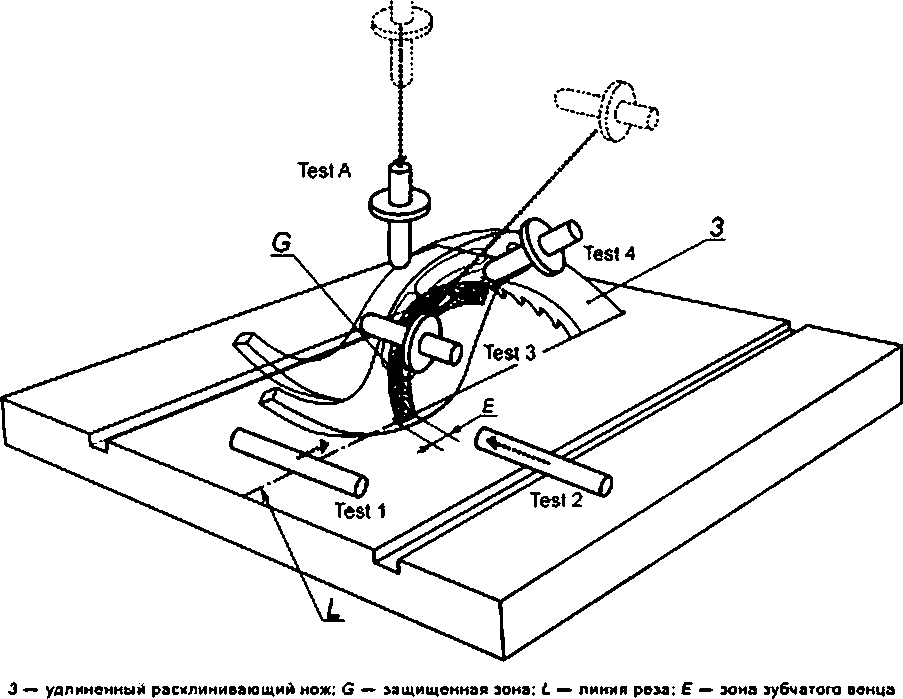 Test A
G
3
Test 4
Test 3
E
Test 1
Test 2
L
3 — удлиненный расклинивающий нож; G — защищенная зона; L — линия реза; E — зона зубчатого венца